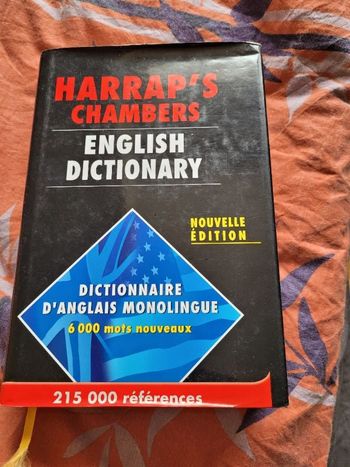 HARRAP'S
CHAMBERS
ENGLISH
DICTIONARY
NOUVELLE
ÉDITION
DICTIONNAIRE
D'ANGLAIS MONOLINGUE
6 000 mots nouveaux
215 000 références